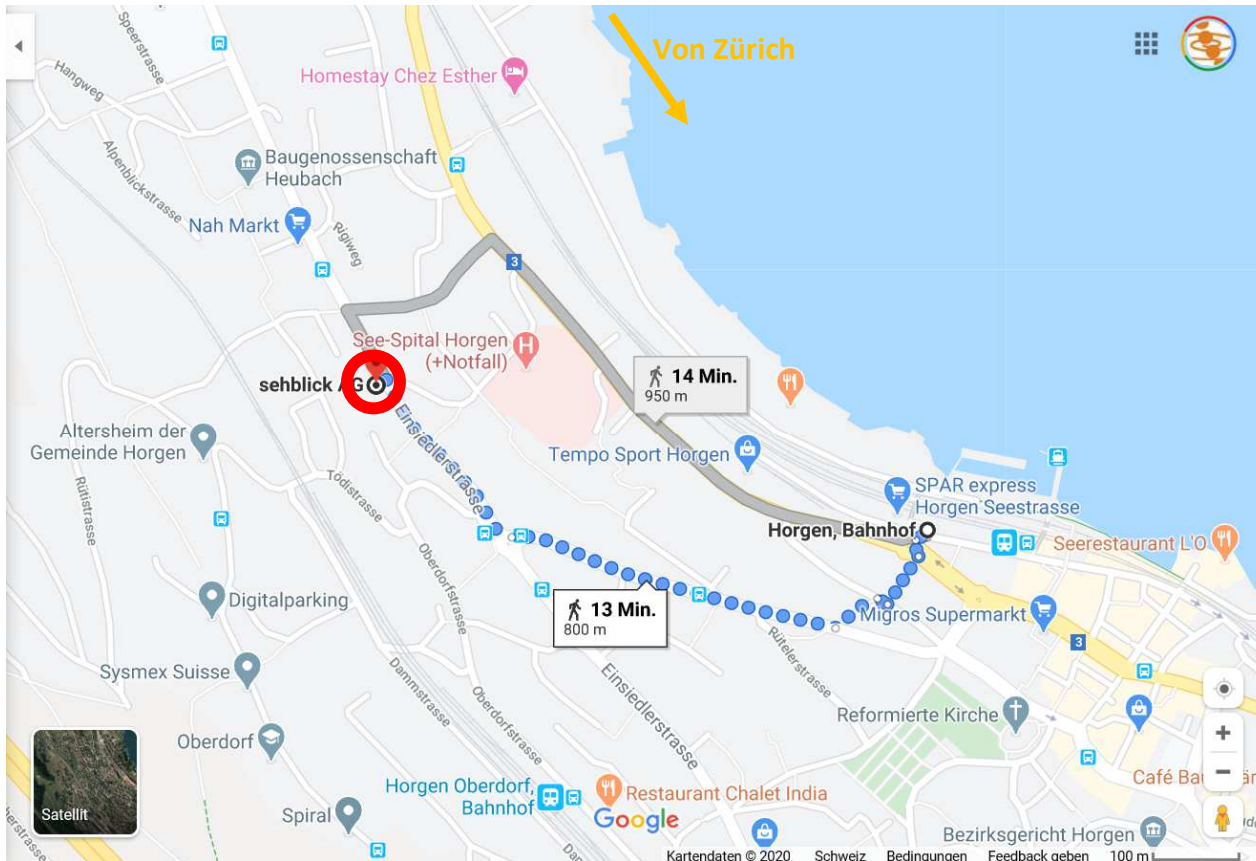 Von Zürich
Speerstrasse
Hangweg
Homestay Chez Esther
Alpenblickstrasse
Baugenossenschaft
Heubach
Nah Markt
Rigiweg
3
See-Spital Horgen
(+Notfall)
H
sehblick AG
14 Min.
950 m
Einsiedlerstrasse
Altersheim der
Gemeinde Horgen
Tempo Sport Horgen
Rütistrasse
Tödistrasse
SPAR express
Horgen Seestrasse
Horgen, Bahnhof
Seerestaurant L'O
Oberdorfstrasse
Digitalparking
13 Min.
800 m
Migros Supermarkt
3
Rütelerstrasse
Sysmex Suisse
Dammstrasse
Oberdorfstrasse
Einsiedlerstrasse
Reformierte Kirche
Oberdorf
Horgen Oberdorf,
Bahnhof
Restaurant Chalet India
Café
Satellit
Spiral
Google
Bezirksgericht Horgen
Kartendaten © 2020 Schweiz Bedingungen Feedback geben 100 m